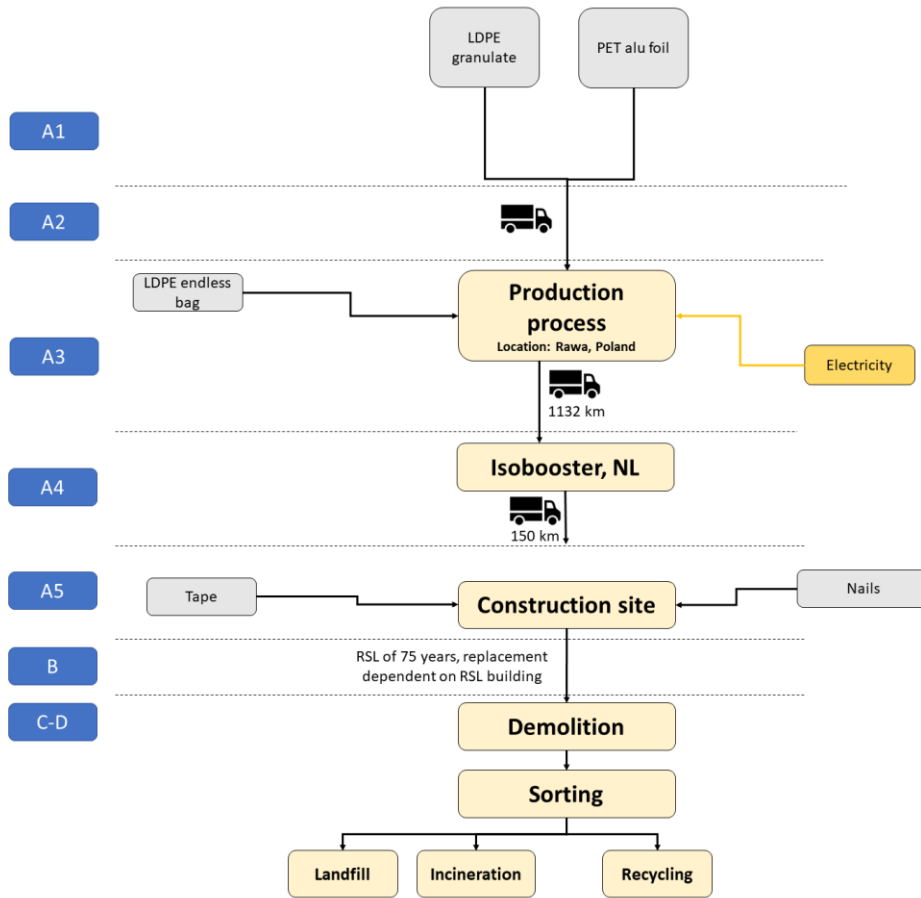 LDPE
granulate
PET alu foil
A1
A2
LDPE endless
bag
Production
process
Location: Rawa, Poland
A3
Electricity
1132 km
Isobooster, NL
A4
150 km
A5
Tape
Construction site
Nails
B
RSL of 75 years, replacement
dependent on RSL building
C-D
Demolition
Sorting
Landfill
Incineration
Recycling